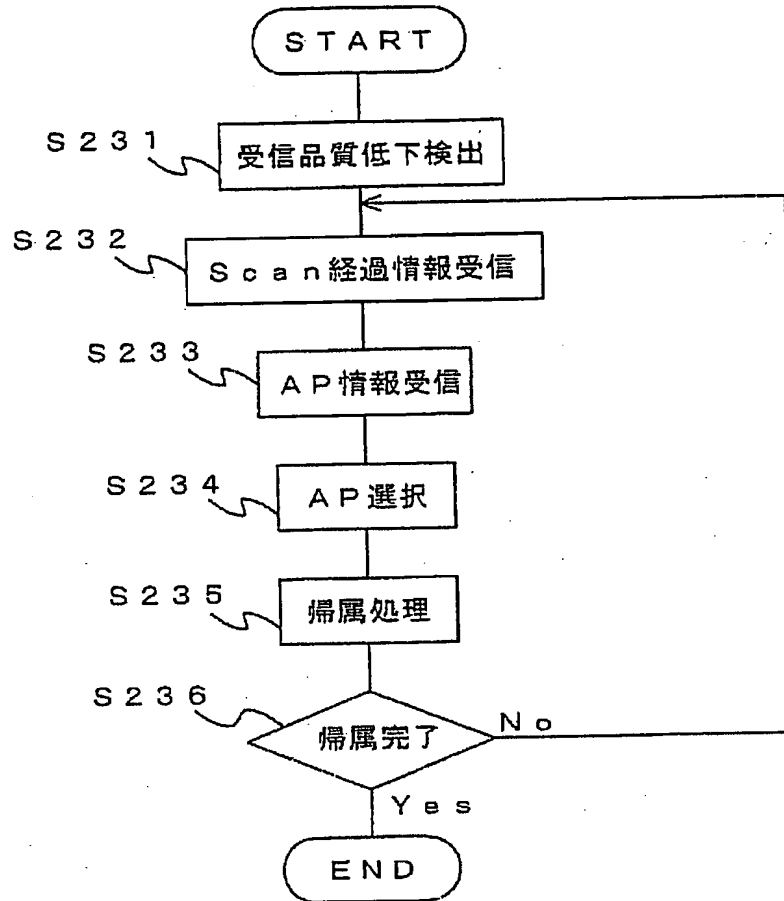 START
S231
受信品質低下検出
S232
Scan経過情報受信
S233
AP情報受信
S234
AP選択
S235
帰属処理
S236
帰属完了
No
Yes
END